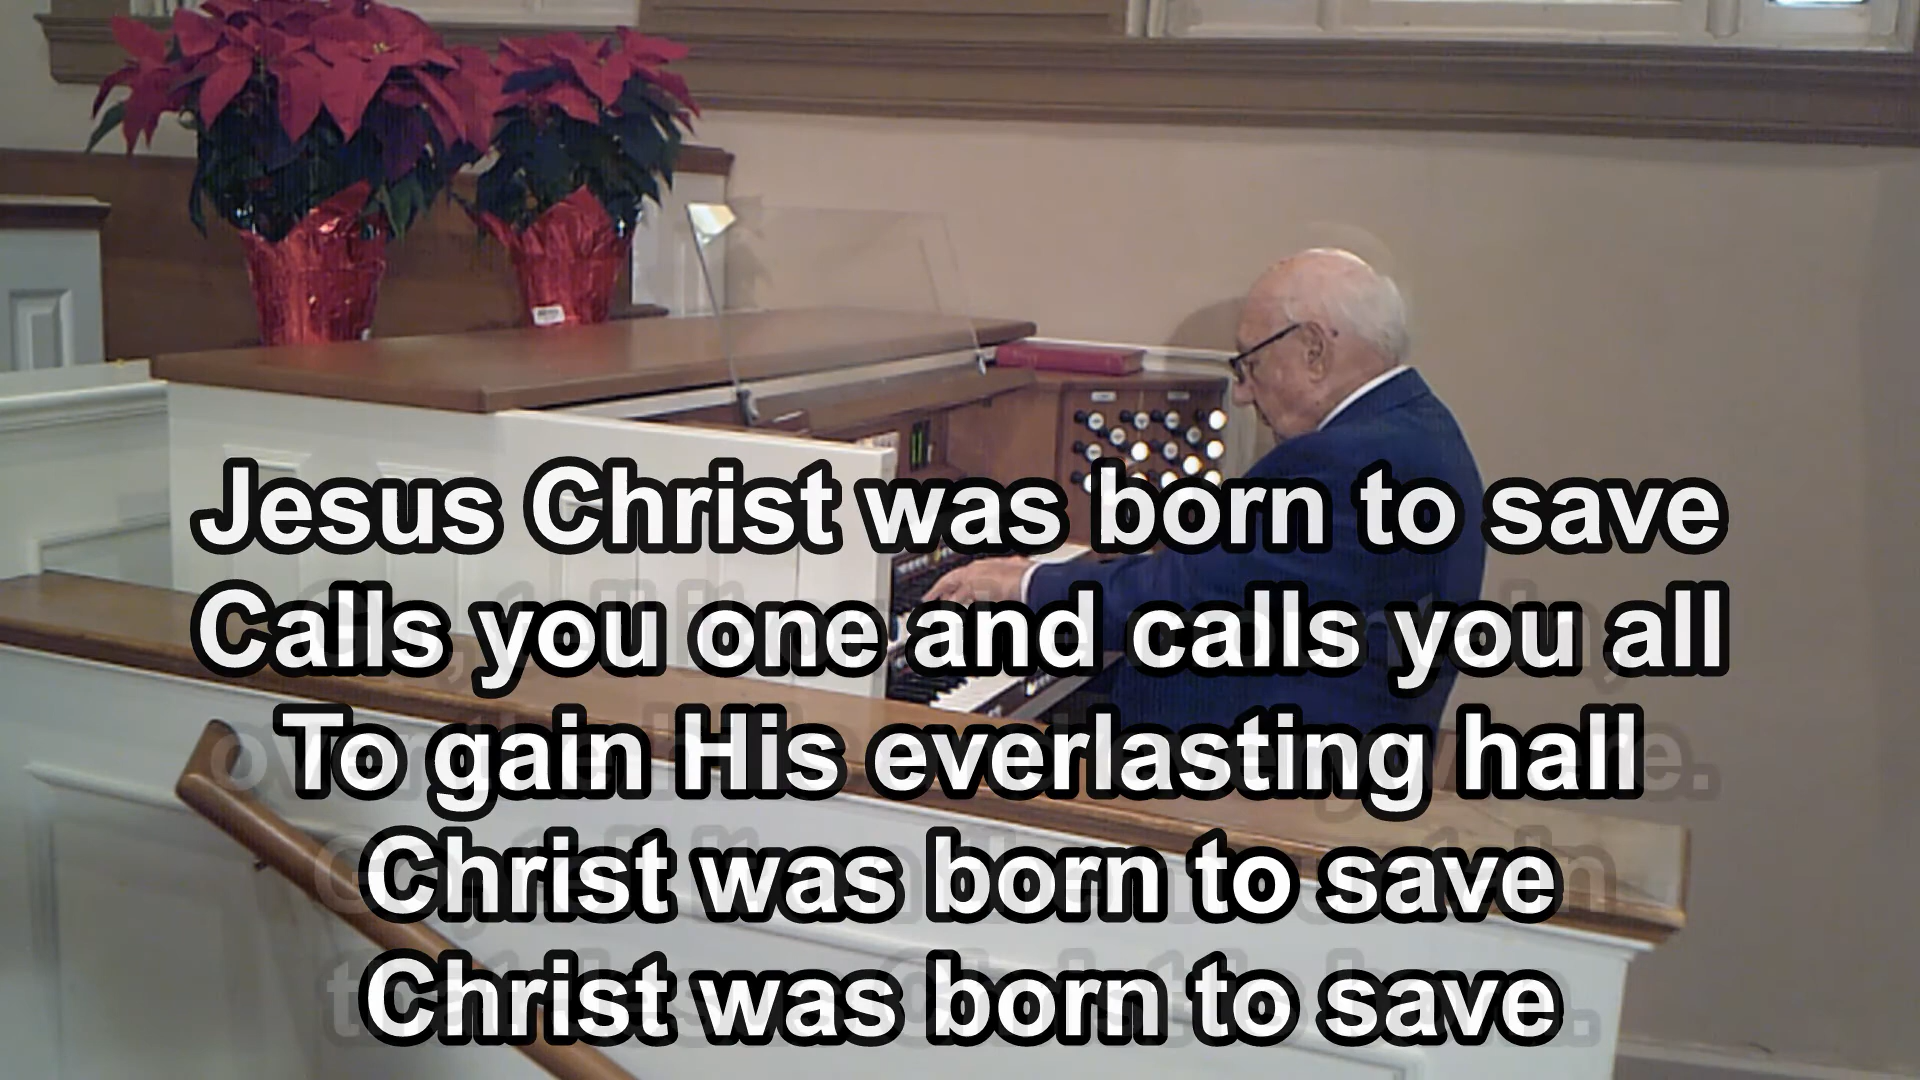 Jesus Christ was born to save
Calls you one and calls you all
To gain His everlasting hall
Christ was born to save
Christ was born to save